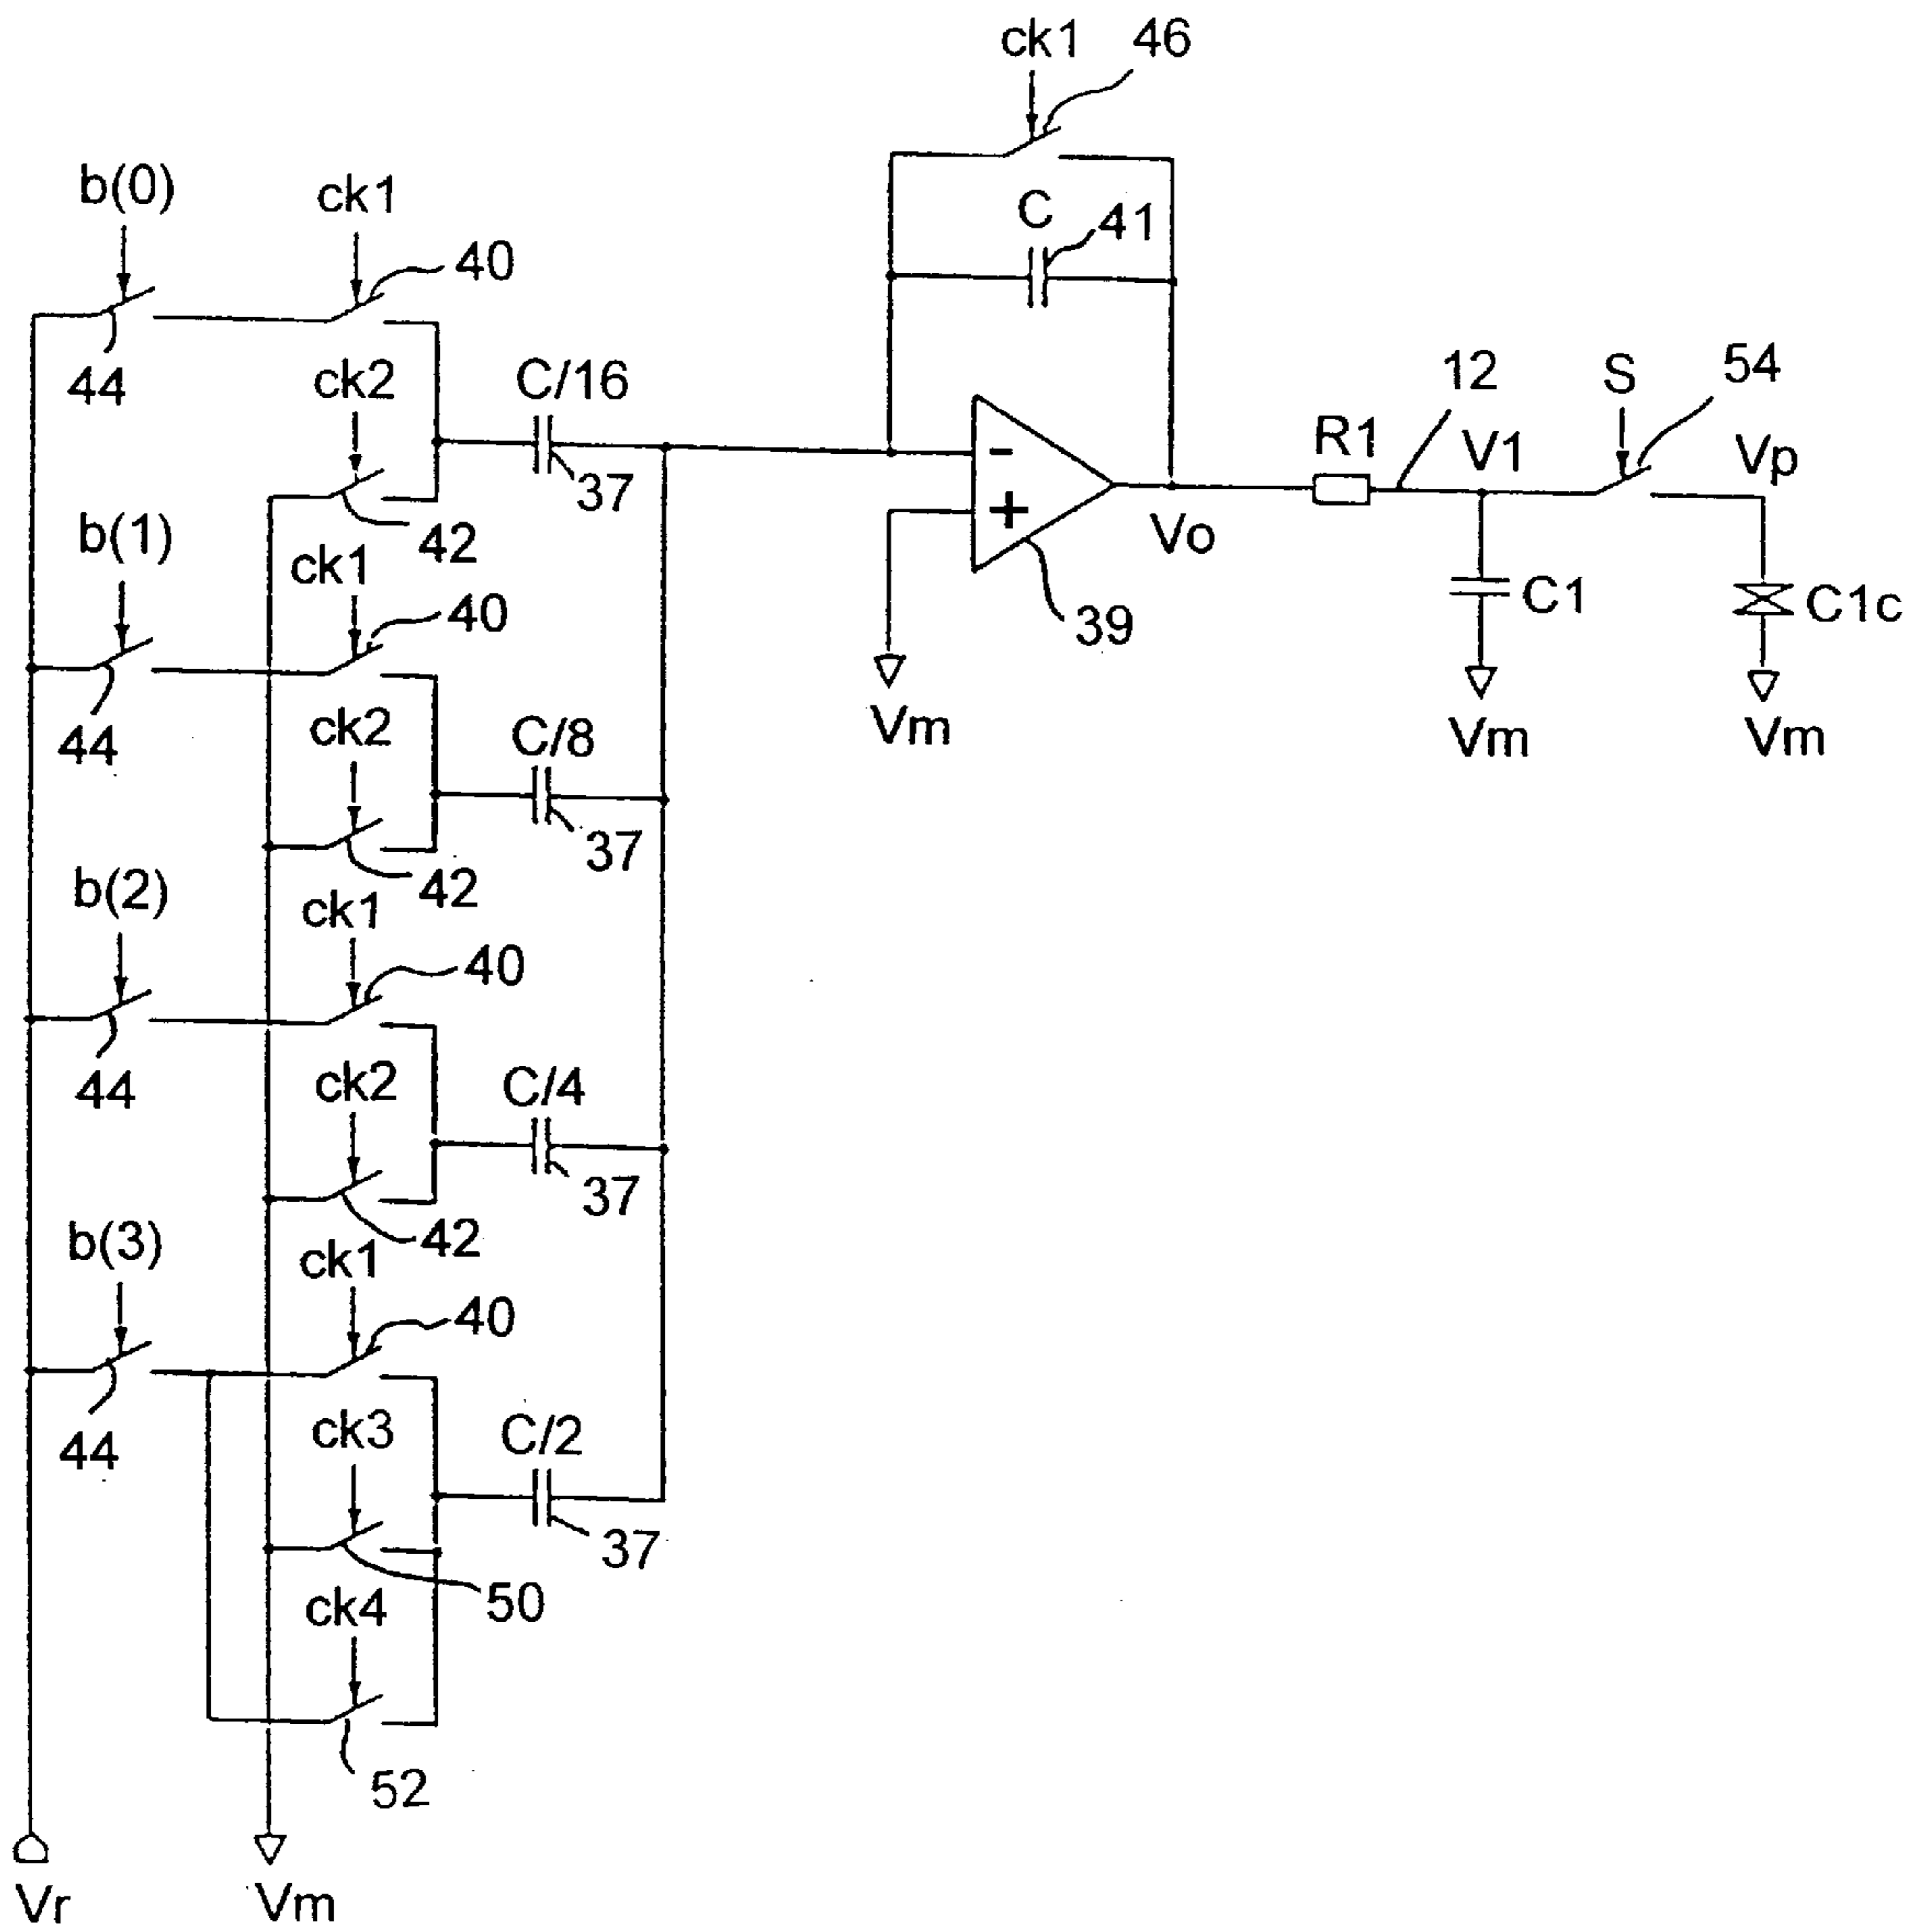 ck1 46
b(0) ck1
C 41
40
44 ck2 C/16
12 S 54
R1 V1 Vp
37
42
b(1) ck1
- +
Vo
40 39 C1 C1c
44 ck2 C/8
Vm Vm Vm
37
42
b(2) ck1
40
44 ck2 C/4
37
42
b(3) ck1
40
44 ck3 C/2
37
50
ck4
52
Vr Vm